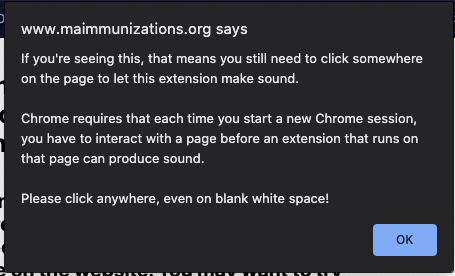 www.maimmunizations.org says
If you're seeing this, that means you still need to click somewhere
on the page to let this extension make sound.
Chrome requires that each time you start a new Chrome session,
you have to interact with a page before an extension that runs on
that page can produce sound.
Please click anywhere, even on blank white space!
OK